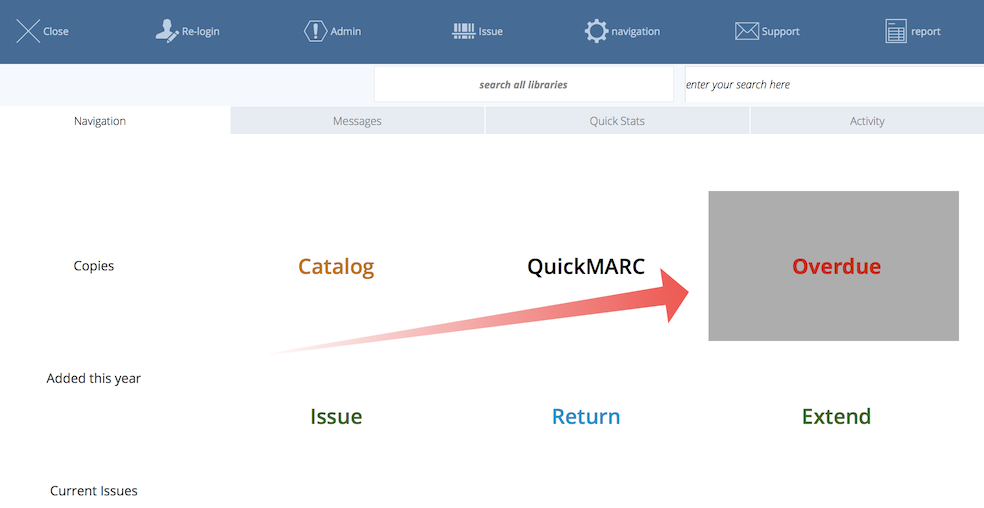 Close
Re-login
Admin
Issue
navigation
Support
report
search all libraries
enter your search here
Navigation
Messages
Quick Stats
Activity
Copies
Catalog
QuickMARC
Overdue
Added this year
Issue
Return
Extend
Current Issues